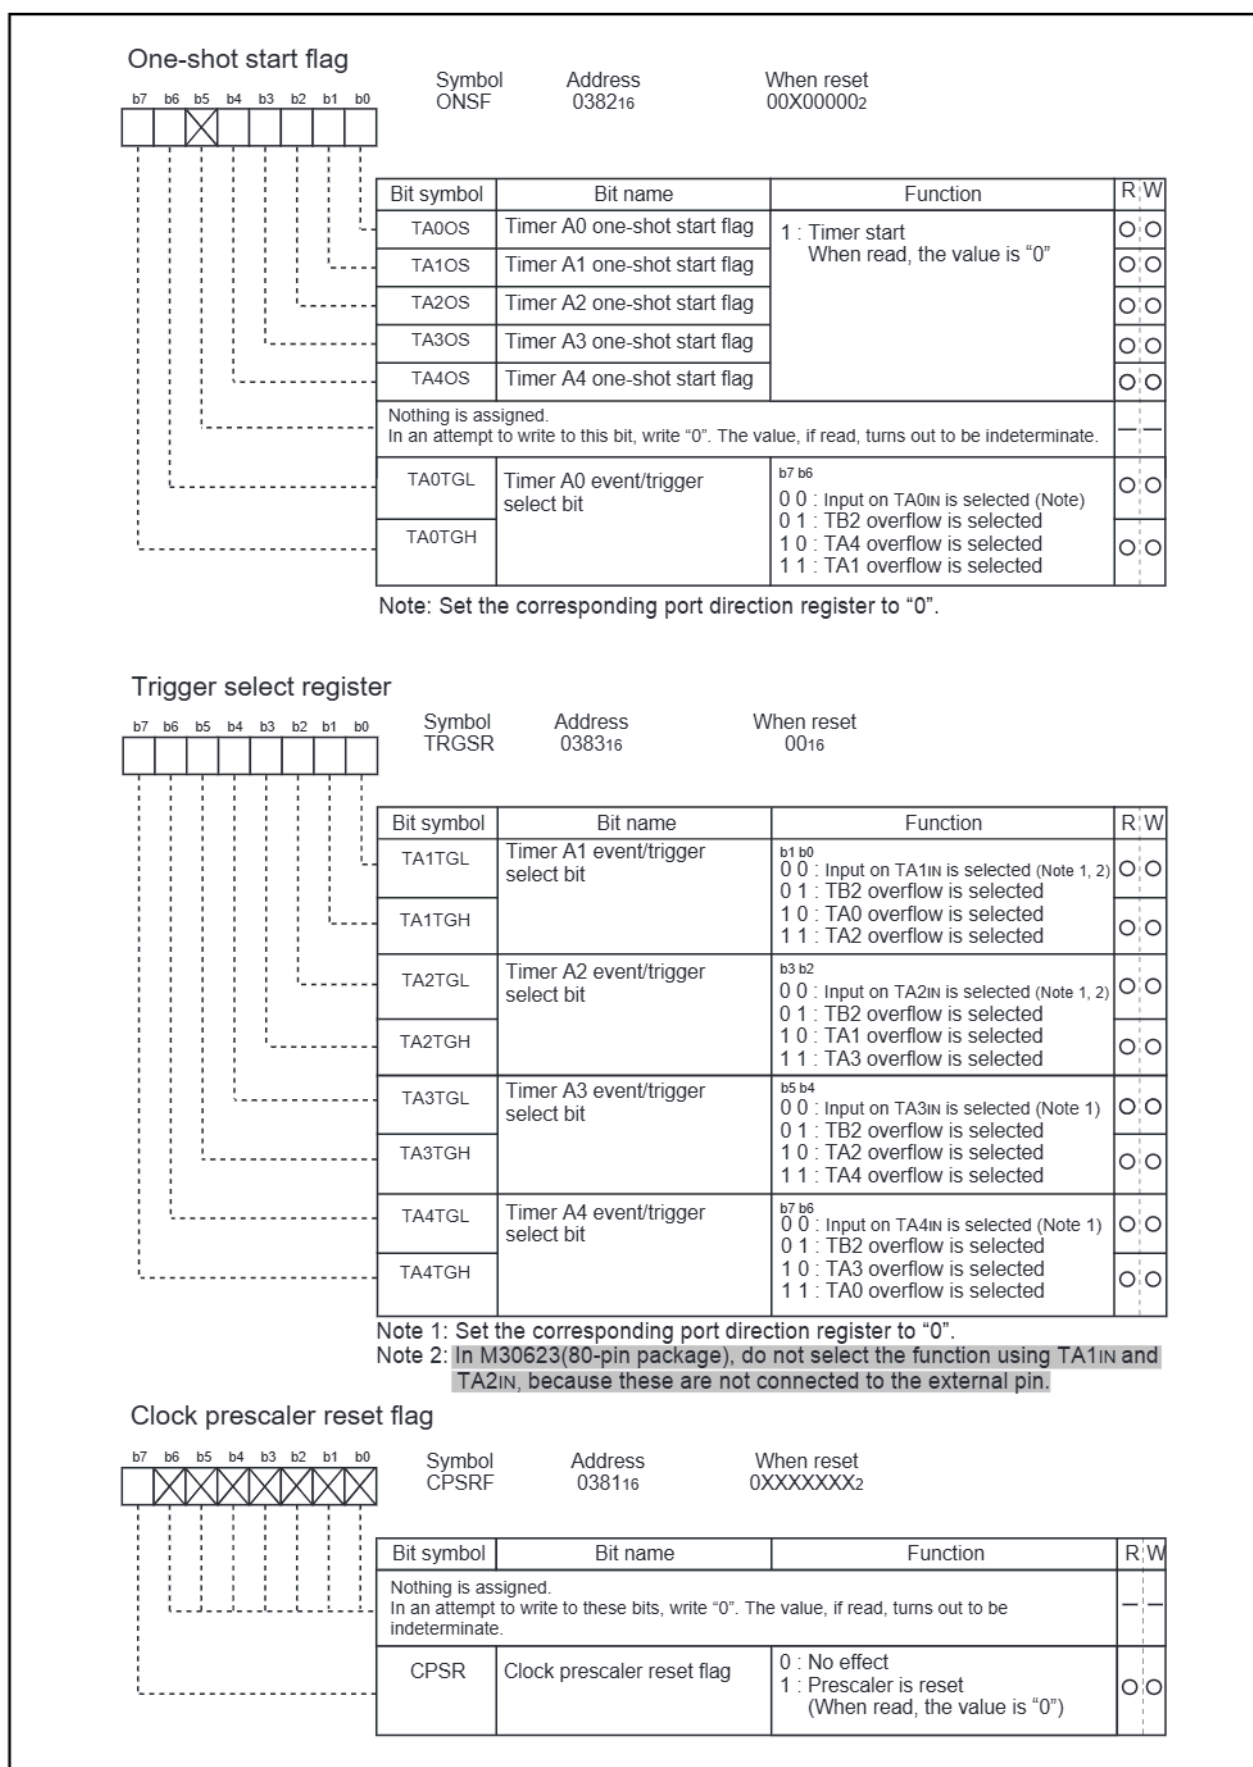 One-shot start flag
Symbol Address When reset
ONSF 038216 00X000002
b7 b6 b5 b4 b3 b2 b1 b0
Bit symbol Bit name Function R W
TA0OS Timer A0 one-shot start flag 1 : Timer start
When read, the value is “0”
TA1OS Timer A1 one-shot start flag
TA2OS Timer A2 one-shot start flag
TA3OS Timer A3 one-shot start flag
TA4OS Timer A4 one-shot start flag
Nothing is assigned.
In an attempt to write to this bit, write “0”. The value, if read, turns out to be indeterminate.
TA0TGL Timer A0 event/trigger
select bit
b7 b6
0 0 : Input on TA0IN is selected (Note)
0 1 : TB2 overflow is selected
TA0TGH 1 0 : TA4 overflow is selected
1 1 : TA1 overflow is selected
Note: Set the corresponding port direction register to “0”.
Trigger select register
Symbol Address When reset
TRGSR 038316 0016
b7 b6 b5 b4 b3 b2 b1 b0
Bit symbol Bit name Function R W
TA1TGL Timer A1 event/trigger
select bit
b1 b0
0 0 : Input on TA1IN is selected (Note 1, 2)
0 1 : TB2 overflow is selected
TA1TGH 1 0 : TA0 overflow is selected
1 1 : TA2 overflow is selected
TA2TGL Timer A2 event/trigger
select bit
b3 b2
0 0 : Input on TA2IN is selected (Note 1, 2)
0 1 : TB2 overflow is selected
TA2TGH 1 0 : TA1 overflow is selected
1 1 : TA3 overflow is selected
TA3TGL Timer A3 event/trigger
select bit
b5 b4
0 0 : Input on TA3IN is selected (Note 1)
0 1 : TB2 overflow is selected
TA3TGH 1 0 : TA2 overflow is selected
1 1 : TA4 overflow is selected
TA4TGL Timer A4 event/trigger
select bit
b7 b6
0 0 : Input on TA4IN is selected (Note 1)
0 1 : TB2 overflow is selected
TA4TGH 1 0 : TA3 overflow is selected
1 1 : TA0 overflow is selected
Note 1: Set the corresponding port direction register to “0”.
Note 2: In M30623(80-pin package), do not select the function using TA1IN and
TA2IN, because these are not connected to the external pin.
Clock prescaler reset flag
b7 b6 b5 b4 b3 b2 b1 b0
Symbol Address When reset
CPSRF 038116 0XXXXXXX2
Bit symbol Bit name Function R W
Nothing is assigned.
In an attempt to write to these bits, write “0”. The value, if read, turns out to be
indeterminate.
CPSR Clock prescaler reset flag 0 : No effect
1 : Prescaler is reset
(When read, the value is “0”)